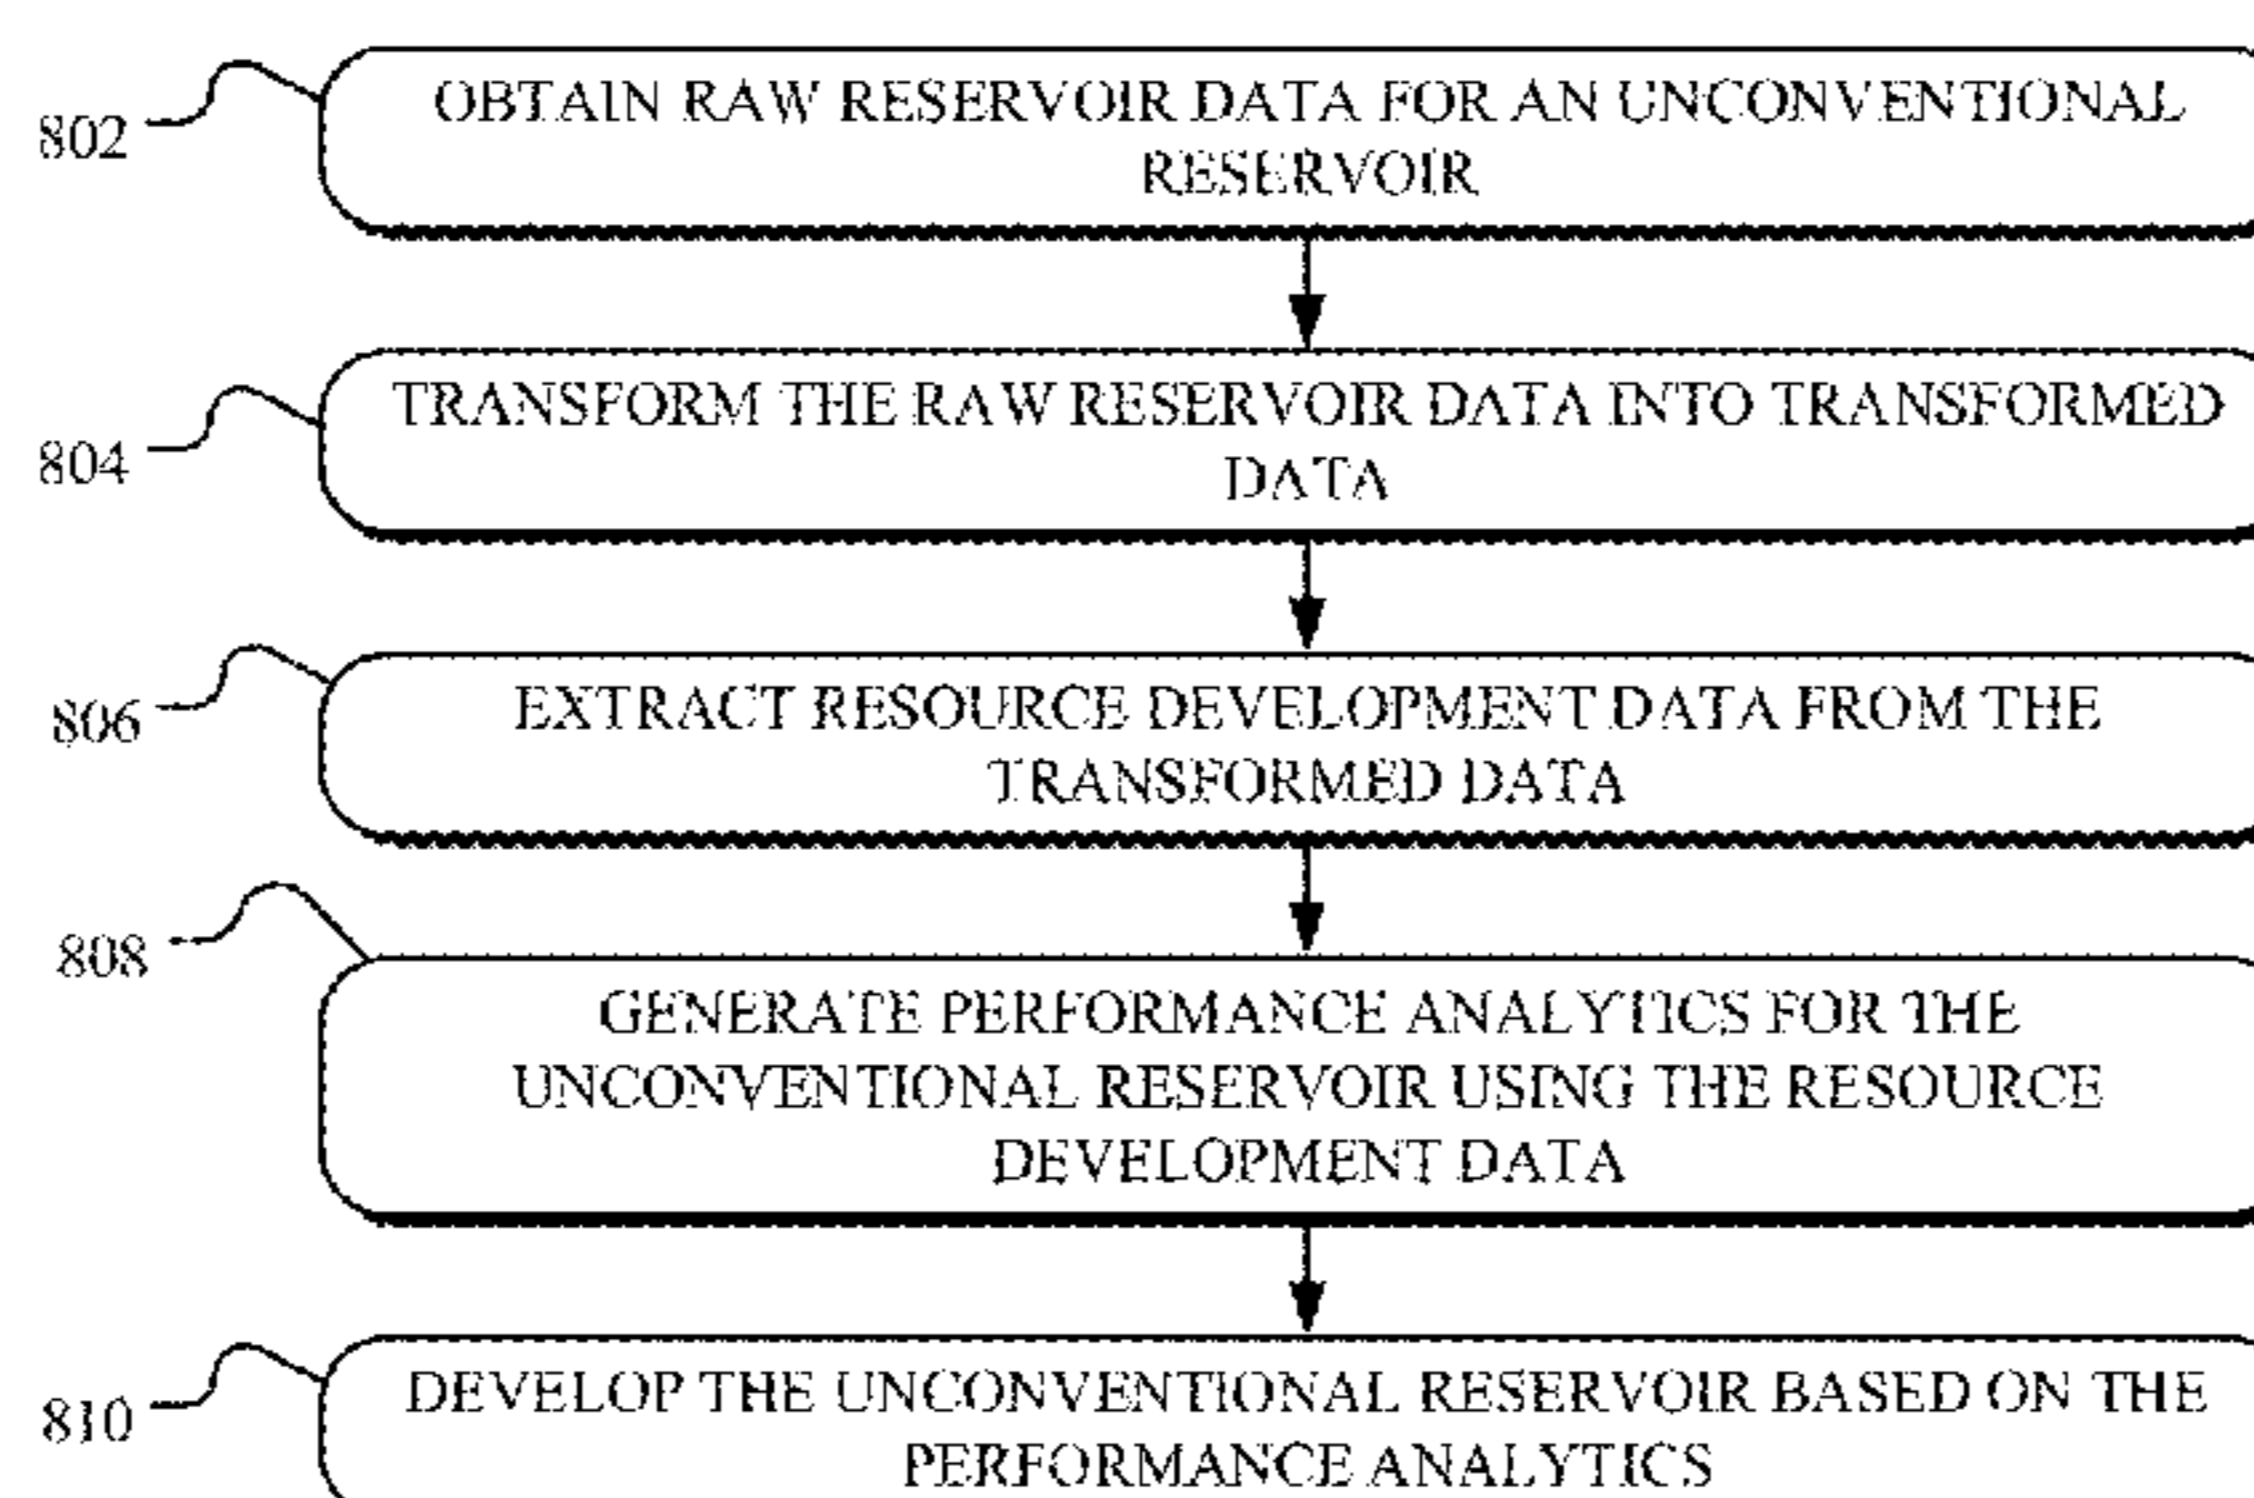 802
OBTAIN RAW RESERVOIR DATA FOR AN UNCONVENTIONAL
RESERVOIR
804
TRANSFORM THE RAW RESERVOIR DATA INTO TRANSFORMED
DATA
806
EXTRACT RESOURCE DEVELOPMENT DATA FROM THE
TRANSFORMED DATA
808
GENERATE PERFORMANCE ANALYTICS FOR THE
UNCONVENTIONAL RESERVOIR USING THE RESOURCE
DEVELOPMENT DATA
810
DEVELOP THE UNCONVENTIONAL RESERVOIR BASED ON THE
PERFORMANCE ANALYTICS